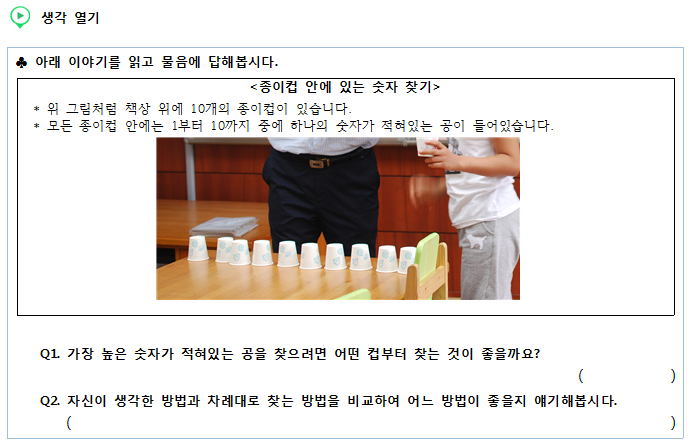 생각 열기
♣ 아래 이야기를 읽고 물음에 답해봅시다.
<종이컵 안에 있는 숫자 찾기>
* 위 그림처럼 책상 위에 10개의 종이컵이 있습니다.
* 모든 종이컵 안에는 1부터 10까지 중에 하나의 숫자가 적혀있는 공이 들어있습니다.
Q1. 가장 높은 숫자가 적혀있는 공을 찾으려면 어떤 컵부터 찾는 것이 좋을까요?
( )
Q2. 자신이 생각한 방법과 차례대로 찾는 방법을 비교하여 어느 방법이 좋을지 얘기해봅시다.
( )